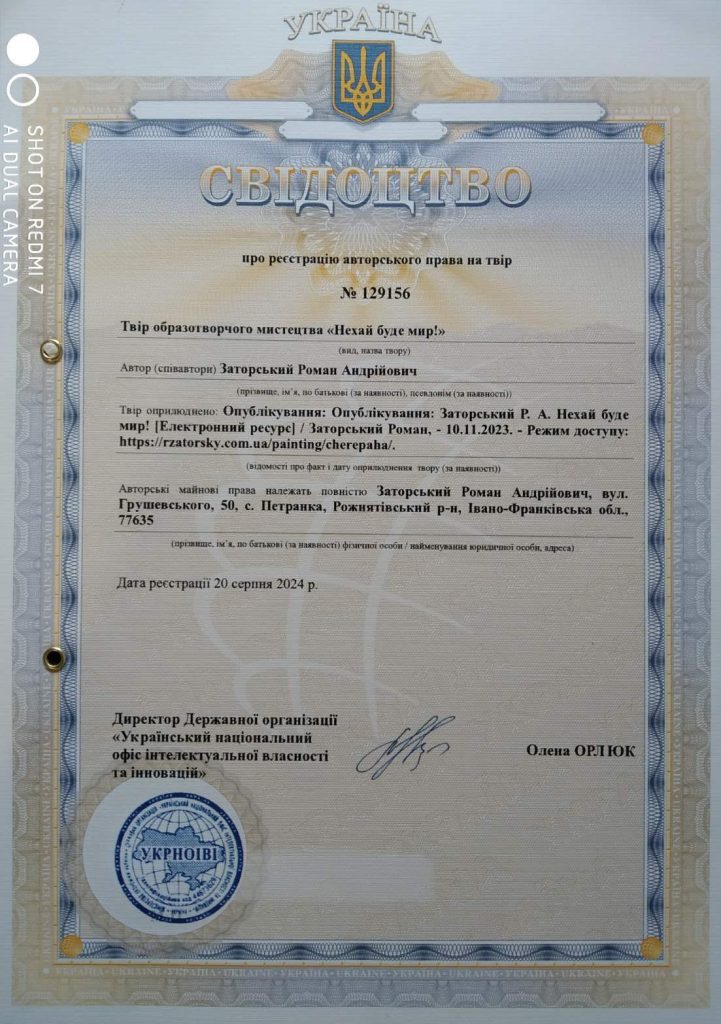 УКРАЇНА
СВІДОЦТВО
про реєстрацію авторського права на твір
№ 129156
Твір образотворчого мистецтва «Нехай буде мир!»
(вид, назва твору)
Автор (співавтори) Заторський Роман Андрійович
(прізвище, ім’я, по батькові (за наявності), псевдонім (за наявності))
Твір оприлюднено: Опублікування: Опублікування: Заторський Р. А. Нехай буде
мир! [Електронний ресурс] / Заторський Роман, - 10.11.2023. - Режим доступу:
https://rzatorsky.com.ua/painting/cherepaha/.
(відомості про факт і дату оприлюднення твору (за наявності))
Авторські майнові права належать повністю Заторський Роман Андрійович, вул.
Грушевського, 50, с. Петранка, Рожнятівський р-н, Івано-Франківська обл.,
77635
(прізвище, ім’я, по батькові (за наявності) фізичної особи / найменування юридичної особи, адреса)
Дата реєстрації 20 серпня 2024 р.
Директор Державної організації
«Український національний
офіс інтелектуальної власності
та інновацій»
Олена ОРЛЮК
УКРНОІВІ
SHOT ON REDMI 7
AI DUAL CAMERA